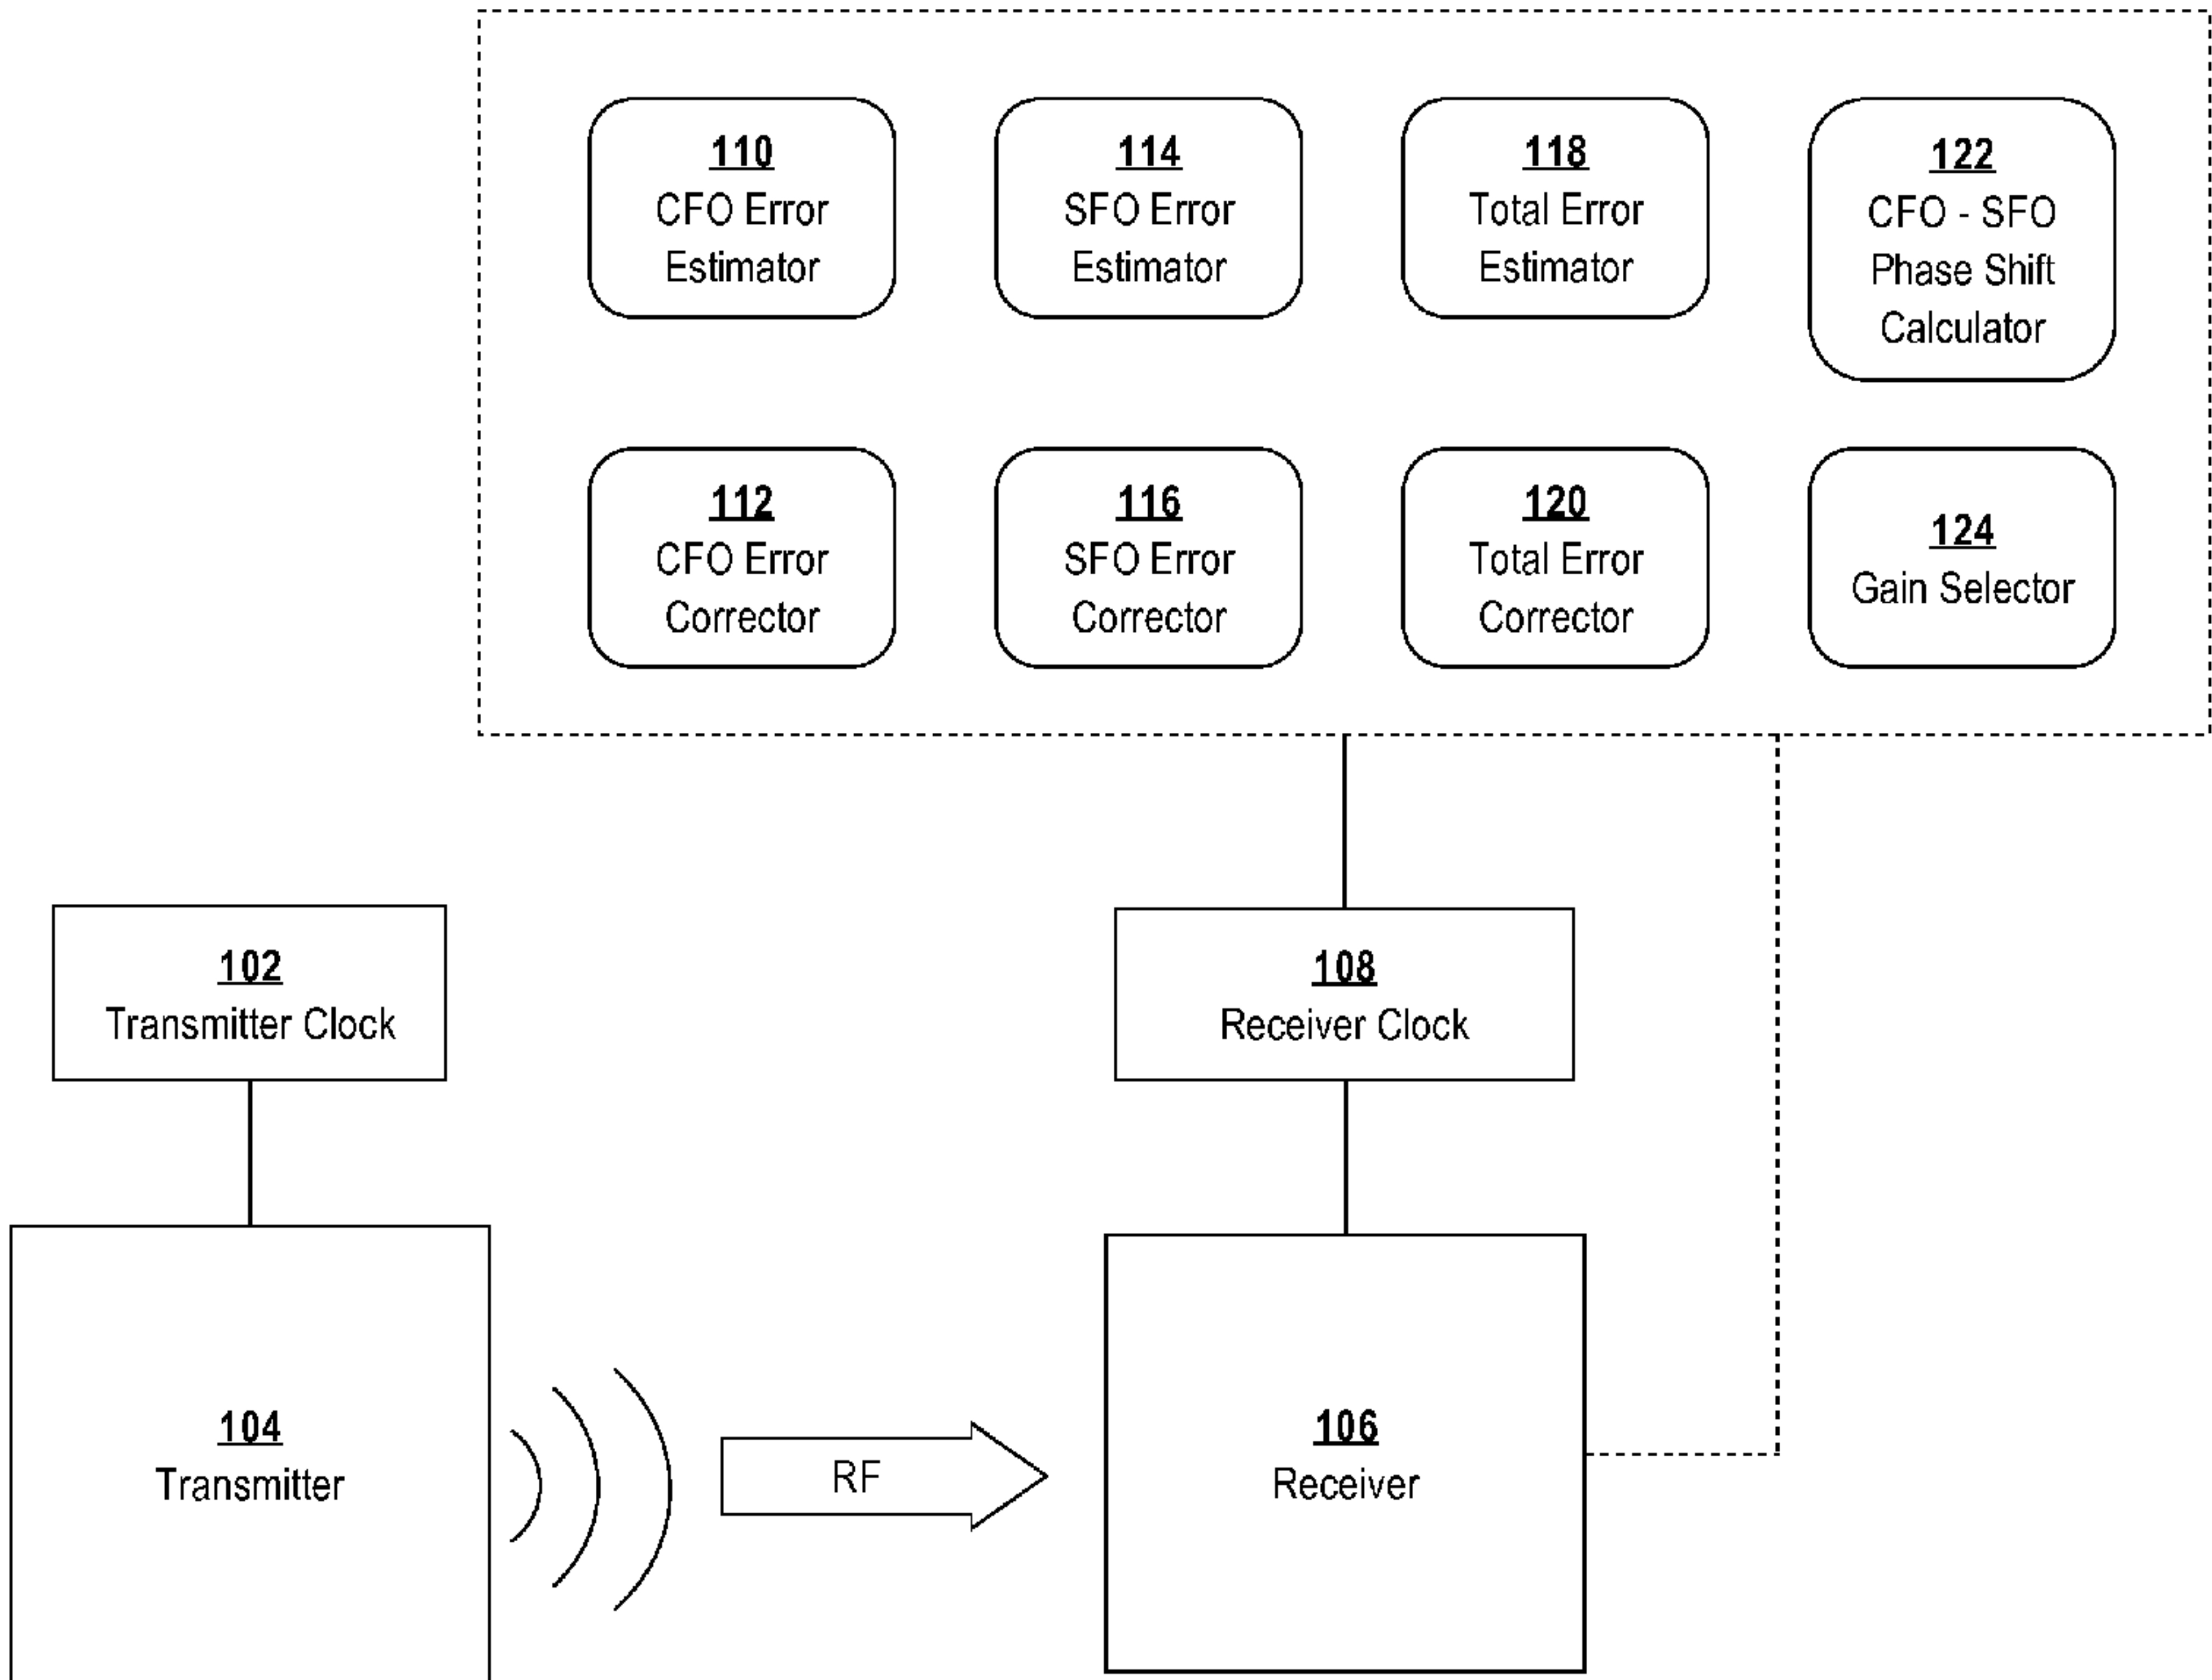 110
CFO Error
Estimator
114
SFO Error
Estimator
118
Total Error
Estimator
122
CFO - SFO
Phase Shift
Calculator
112
CFO Error
Corrector
116
SFO Error
Corrector
120
Total Error
Corrector
124
Gain Selector
102
Transmitter Clock
108
Receiver Clock
104
Transmitter
RF
106
Receiver